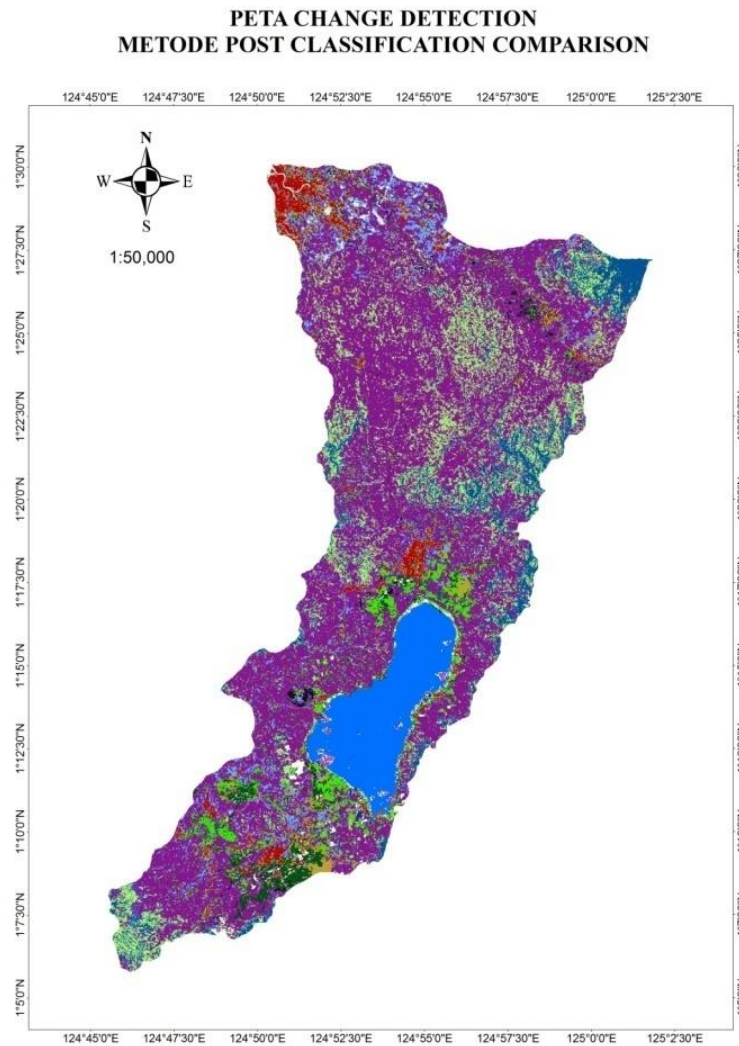 PETA CHANGE DETECTION
METODE POST CLASSIFICATION COMPARISON
124°45'0"E 124°47'30"E 124°50'0"E 124°52'30"E 124°55'0"E 124°57'30"E 125°0'0"E 125°2'30"E
N
W E
S
1:50,000
1°30'0"N
1°27'30"N
1°25'0"N
1°22'30"N
1°20'0"N
1°17'30"N
1°15'0"N
1°12'30"N
1°10'0"N
1°7'30"N
1°5'0"N
124°45'0"E 124°47'30"E 124°50'0"E 124°52'30"E 124°55'0"E 124°57'30"E 125°0'0"E 125°2'30"E